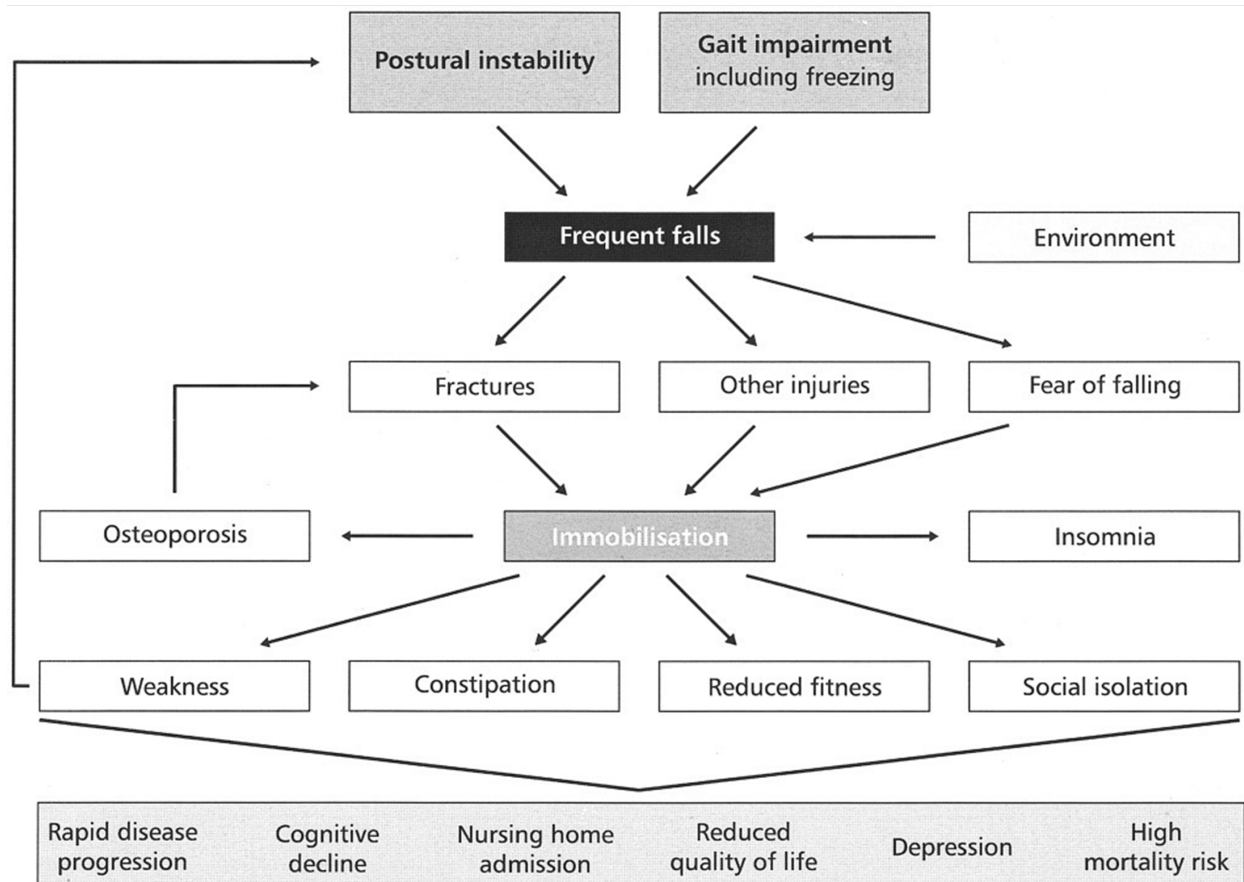 Postural instability
Gait impairment
including freezing
Frequent falls
Environment
Fractures
Other injuries
Fear of falling
Osteoporosis
Immobilisation
Insomnia
Weakness
Constipation
Reduced fitness
Social isolation
Rapid disease
progression
Cognitive
decline
Nursing home
admission
Reduced
quality of life
Depression
High
mortality risk